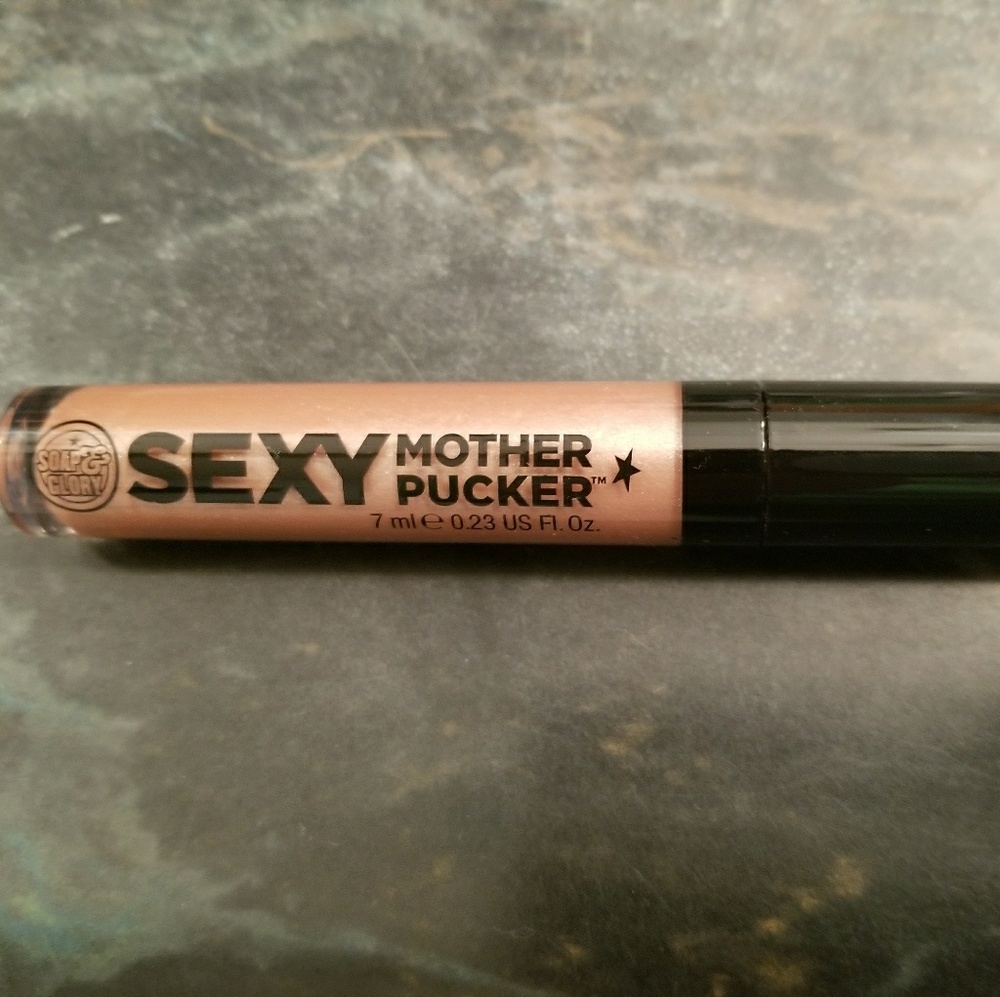 SOAP&
GLORY
SEXY
MOTHER
PUCKER™
7 ml ℮ 0.23 US Fl. Oz.